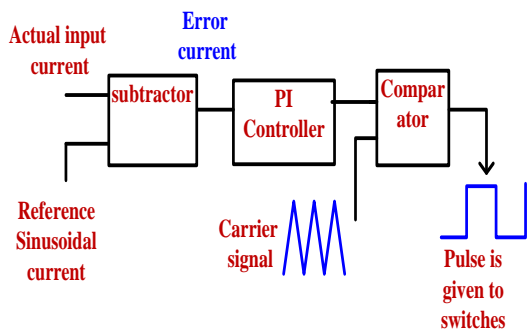 Actual input
current
Error
current
subtractor
PI
Controller
Compar
ator
Reference
Sinusoidal
current
Carrier
signal
Pulse is
given to
switches